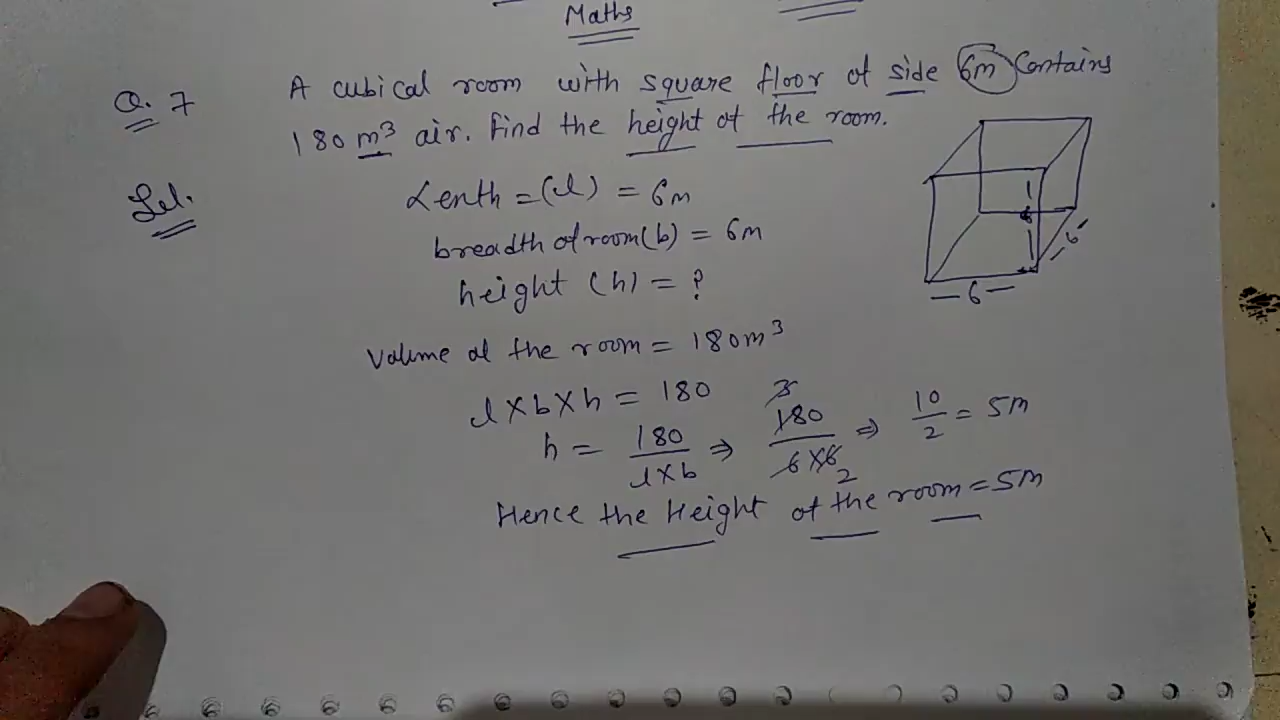 Maths
Q. 7 A cubical room with square floor of side 6m Contains
180 m³ air. Find the height of the room.
Sol. Lenth = (l) = 6m
breadth of room (b) = 6m
height (h) = ?
6
6
Volume of the room = 180m³
l X b X h = 180
h = 180 / l X b ⇒ 180 / 6 X 6 2 ⇒ 10 / 2 = 5m
Hence the Height of the room = 5m